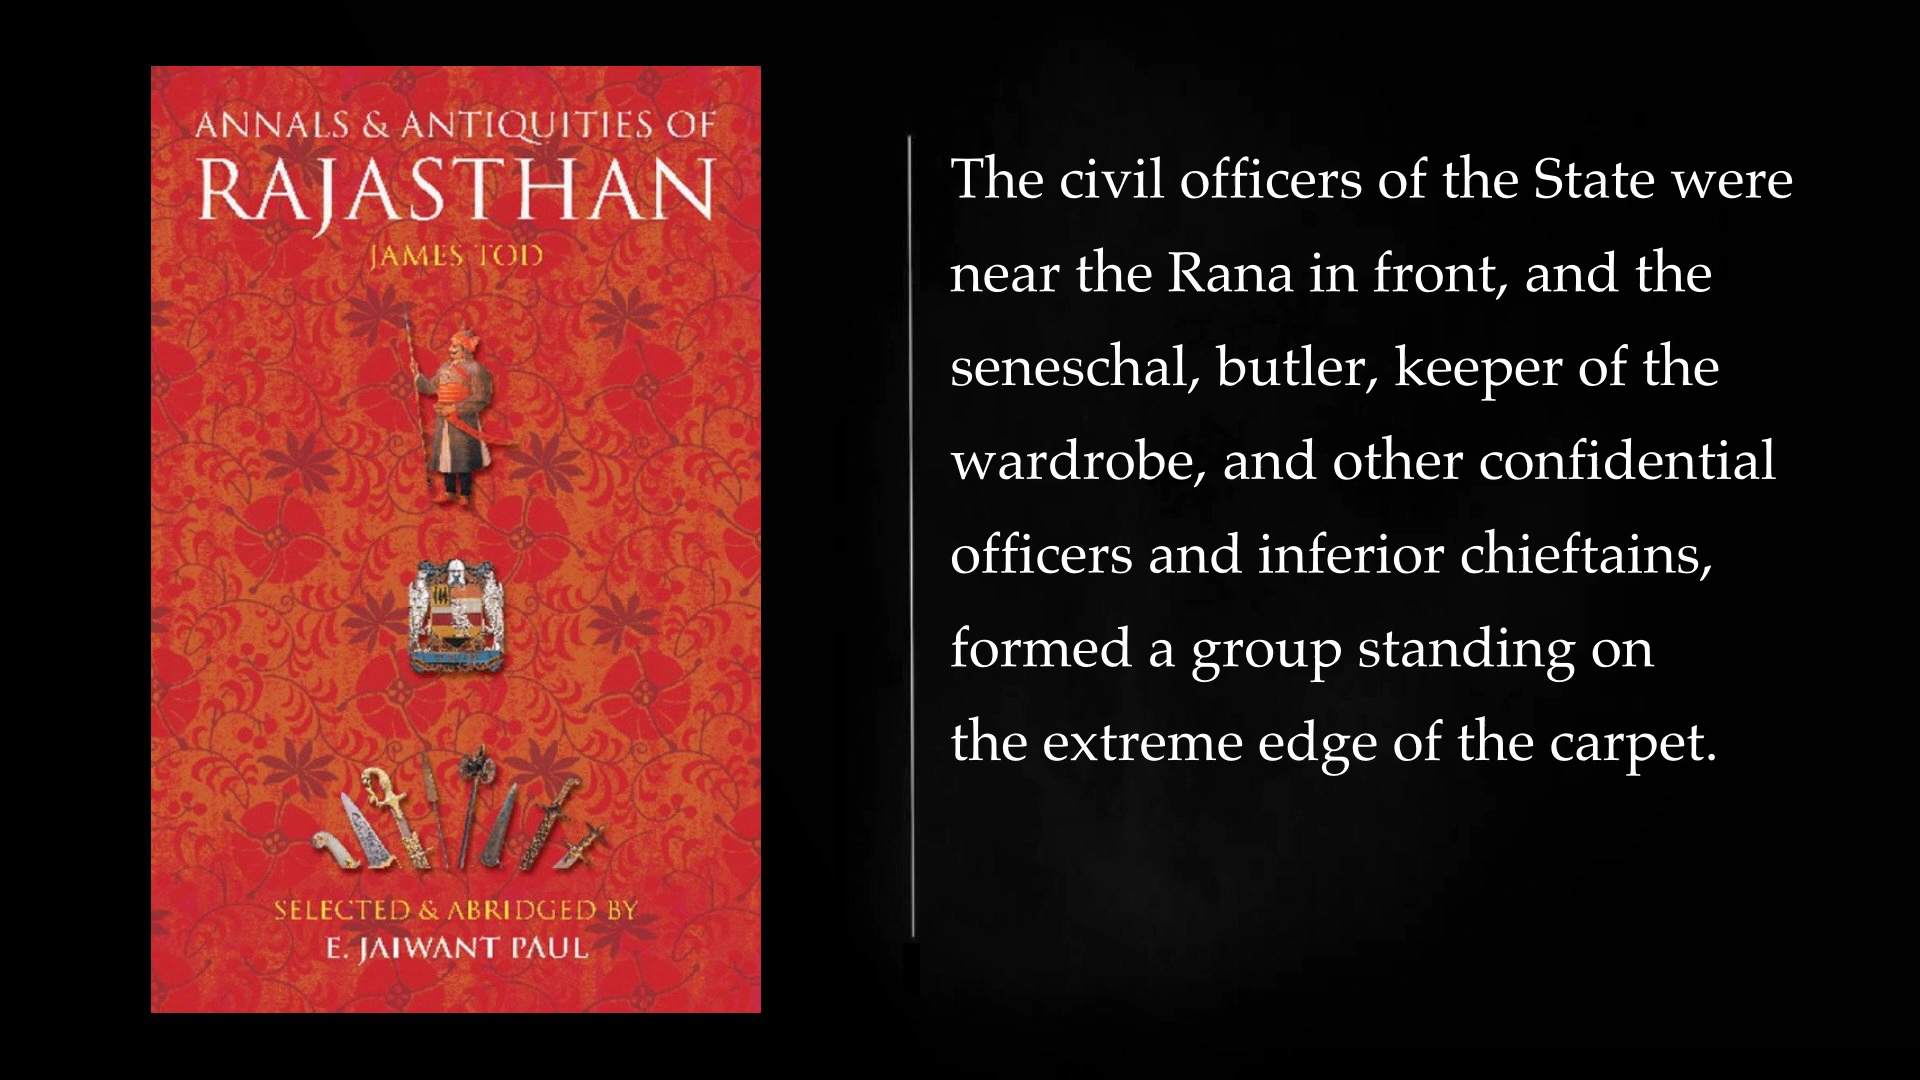 ANNALS & ANTIQUITIES OF
RAJASTHAN
JAMES TOD
SELECTED & ABRIDGED BY
E. JAIWANT PAUL
The civil officers of the State were
near the Rana in front, and the
seneschal, butler, keeper of the
wardrobe, and other confidential
officers and inferior chieftains,
formed a group standing on
the extreme edge of the carpet.